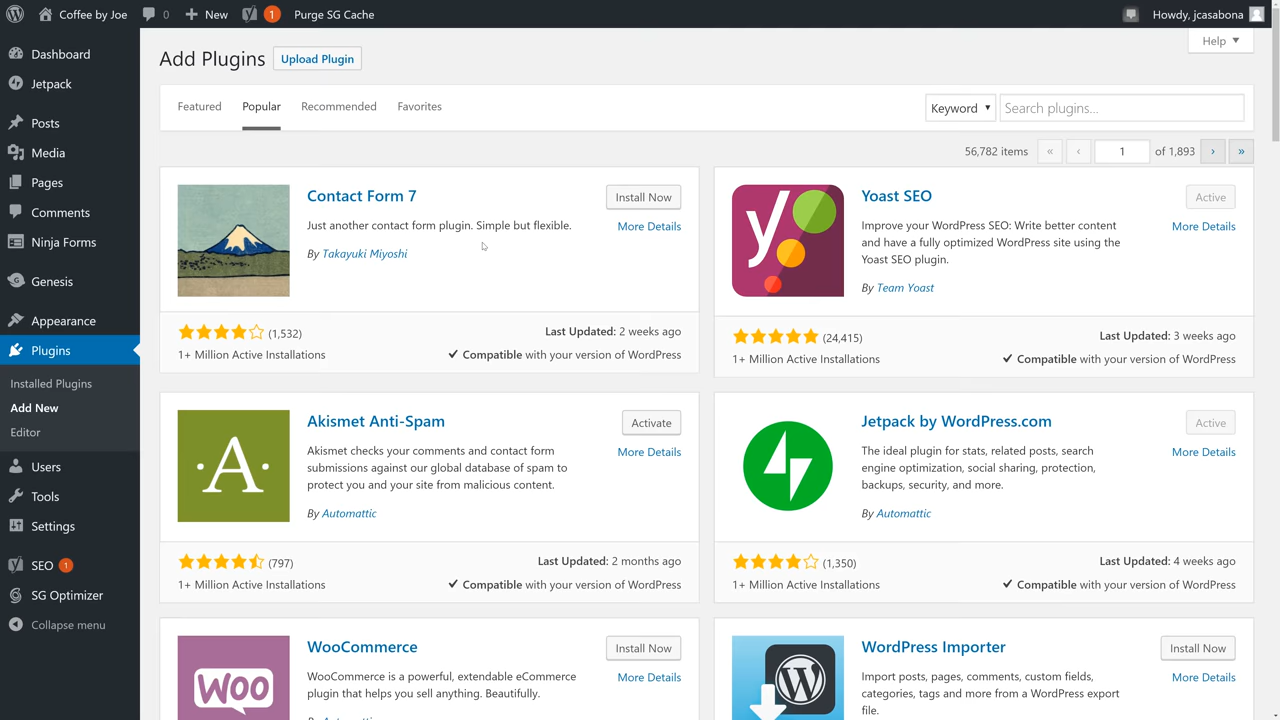 Coffee by Joe 0 New 1 Purge SG Cache Howdy, jcasabona
Help
Dashboard
Jetpack
Posts
Media
Pages
Comments
Ninja Forms
Genesis
Appearance
Plugins
Installed Plugins
Add New
Editor
Users
Tools
Settings
SEO 1
SG Optimizer
Collapse menu
Add Plugins Upload Plugin
Featured Popular Recommended Favorites Keyword Search plugins...
56,782 items « ‹ 1 of 1,893 › »
Contact Form 7
Install Now
More Details
Just another contact form plugin. Simple but flexible.
By Takayuki Miyoshi
(1,532)
1+ Million Active Installations
Last Updated: 2 weeks ago
Compatible with your version of WordPress
y
Yoast SEO
Active
More Details
Improve your WordPress SEO: Write better content
and have a fully optimized WordPress site using the
Yoast SEO plugin.
By Team Yoast
(24,415)
1+ Million Active Installations
Last Updated: 3 weeks ago
Compatible with your version of WordPress
·A·
Akismet Anti-Spam
Activate
More Details
Akismet checks your comments and contact form
submissions against our global database of spam to
protect you and your site from malicious content.
By Automattic
(797)
1+ Million Active Installations
Last Updated: 2 months ago
Compatible with your version of WordPress
Jetpack by WordPress.com
Active
More Details
The ideal plugin for stats, related posts, search
engine optimization, social sharing, protection,
backups, security, and more.
By Automattic
(1,350)
1+ Million Active Installations
Last Updated: 4 weeks ago
Compatible with your version of WordPress
WOO
WooCommerce
Install Now
More Details
WooCommerce is a powerful, extendable eCommerce
plugin that helps you sell anything. Beautifully.
By Automattic
WordPress Importer
Install Now
More Details
Import posts, pages, comments, custom fields,
categories, tags and more from a WordPress export
file.